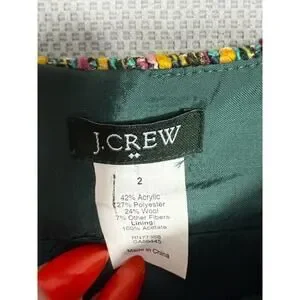 J.CREW
2
42% Acrylic
27% Polyester
24% Wool
7% Other Fibers
Lining:
100% Acetate
Made in China